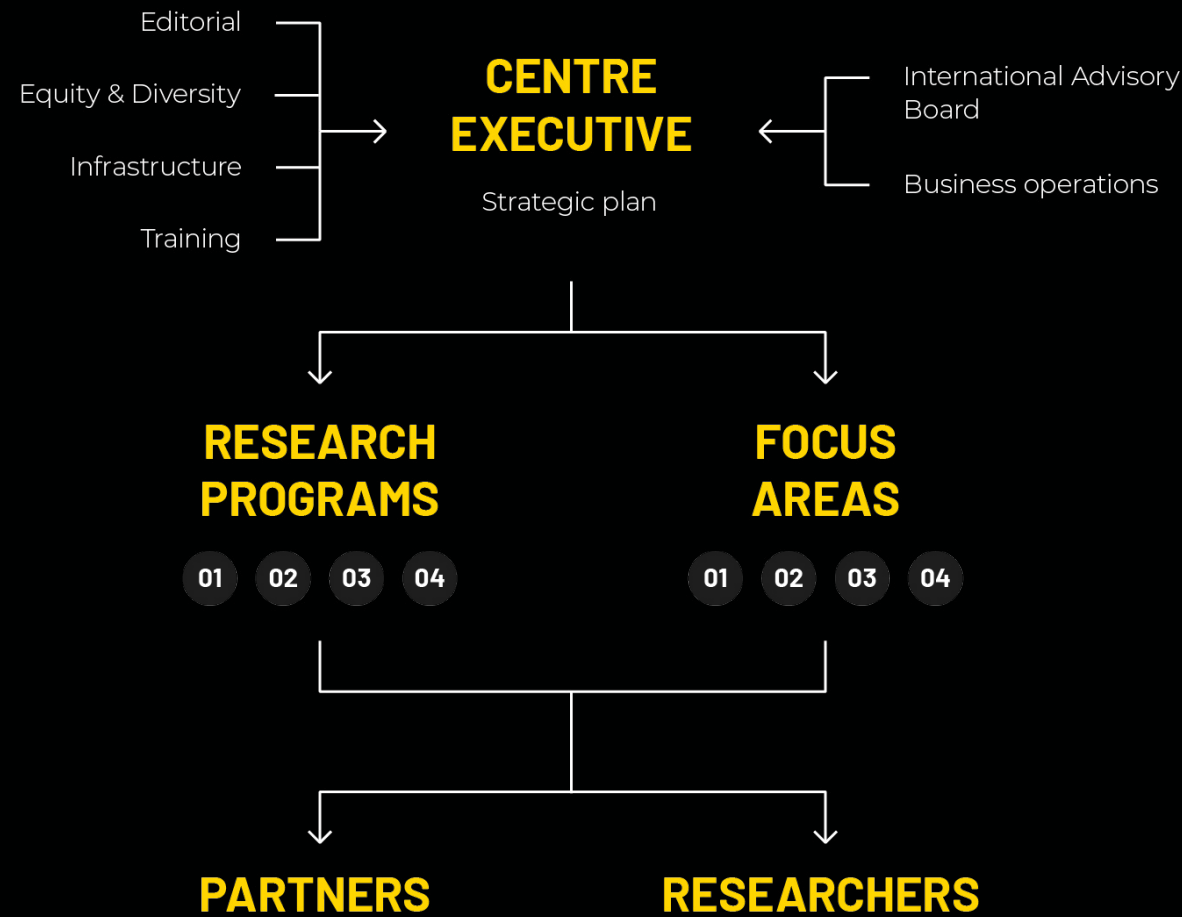 Editorial
Equity & Diversity
Infrastructure
Training
CENTRE
EXECUTIVE
Strategic plan
International Advisory
Board
Business operations
RESEARCH
PROGRAMS
01 02 03 04
FOCUS
AREAS
01 02 03 04
PARTNERS
RESEARCHERS